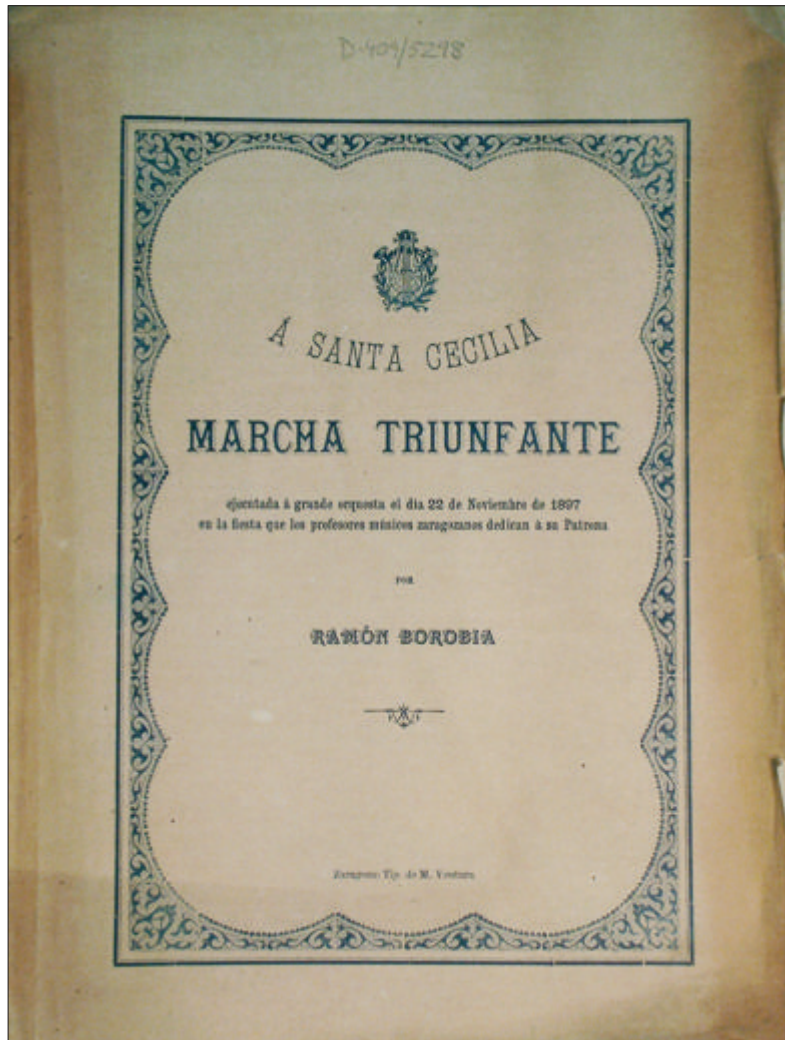 D-409/5298
Á SANTA CECILIA
MARCHA TRIUNFANTE
ejecutada á grande orquesta el dia 22 de Noviembre de 1897
en la fiesta que los profesores músicos zaragozanos dedican á su Patrona
POR
RAMÓN BOROBIA
Zaragoza: Tip. de M. Ventura